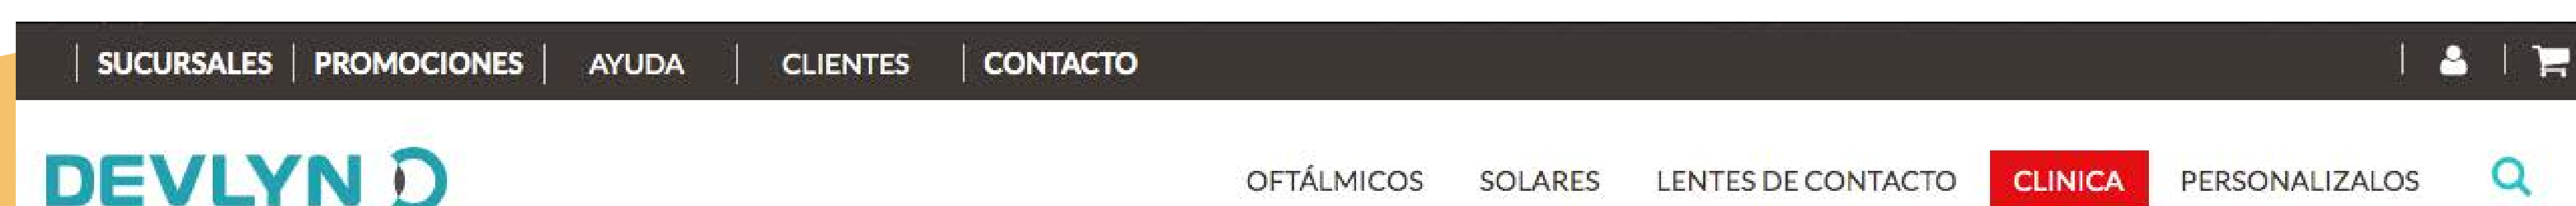 SUCURSALES PROMOCIONES AYUDA CLIENTES CONTACTO
DEVLYN OFTÁLMICOS SOLARES LENTES DE CONTACTO CLINICA PERSONALIZALOS